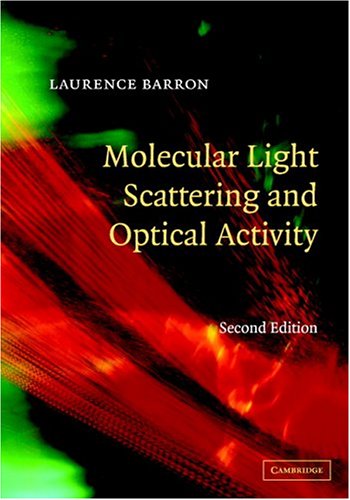 LAURENCE BARRON
Molecular Light
Scattering and
Optical Activity
Second Edition
CAMBRIDGE